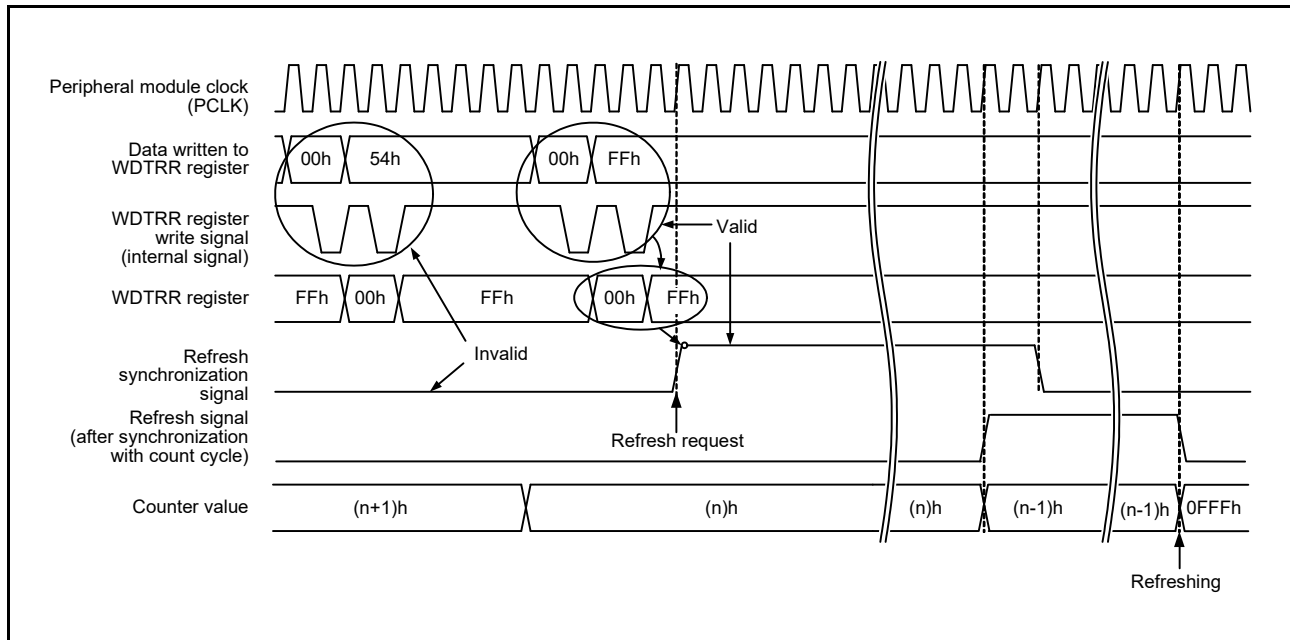 Peripheral module clock
(PCLK)
Data written to
WDTRR register
00h
54h
00h
FFh
WDTRR register
write signal
(internal signal)
Valid
WDTRR register
FFh
00h
FFh
00h
FFh
Invalid
Refresh
synchronization
signal
Refresh request
Refresh signal
(after synchronization
with count cycle)
Counter value
(n+1)h
(n)h
(n)h
(n-1)h
(n-1)h
0FFFh
Refreshing